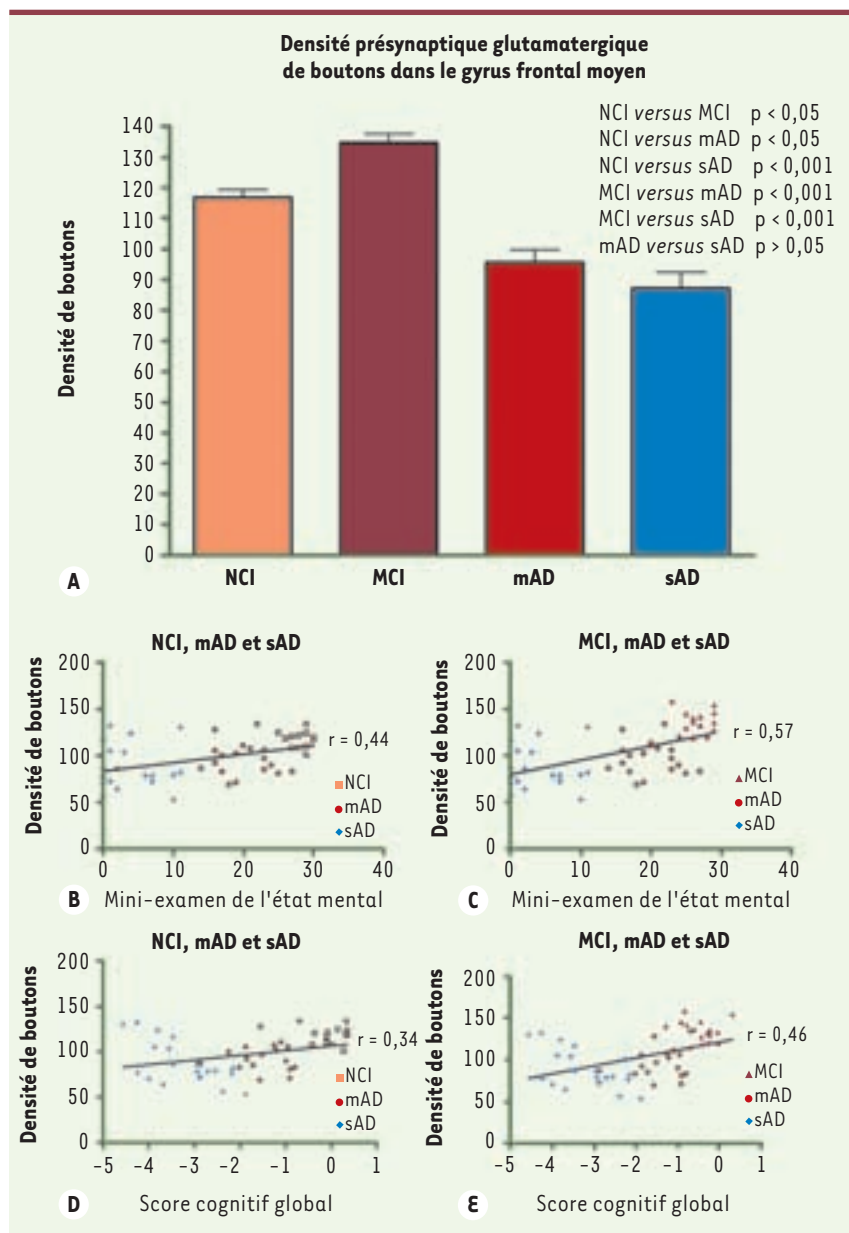 Densité présynaptique glutamatergique
de boutons dans le gyrus frontal moyen
NCI versus MCI p < 0,05
NCI versus mAD p < 0,05
NCI versus sAD p < 0,001
MCI versus mAD p < 0,001
MCI versus sAD p < 0,001
mAD versus sAD p > 0,05
Densité de boutons
140
130
120
110
100
90
80
70
60
50
40
30
20
10
0
NCI MCI mAD sAD
A
NCI, mAD et sAD
Densité de boutons
200
150
100
50
0
r = 0,44
NCI
mAD
sAD
0 10 20 30 40
B Mini-examen de l'état mental
MCI, mAD et sAD
Densité de boutons
200
150
100
50
0
r = 0,57
MCI
mAD
sAD
0 10 20 30 40
C Mini-examen de l'état mental
NCI, mAD et sAD
Densité de boutons
200
150
100
50
0
r = 0,34
NCI
mAD
sAD
-5 -4 -3 -2 -1 0 1
D Score cognitif global
MCI, mAD et sAD
Densité de boutons
200
150
100
50
0
r = 0,46
MCI
mAD
sAD
-5 -4 -3 -2 -1 0 1
E Score cognitif global